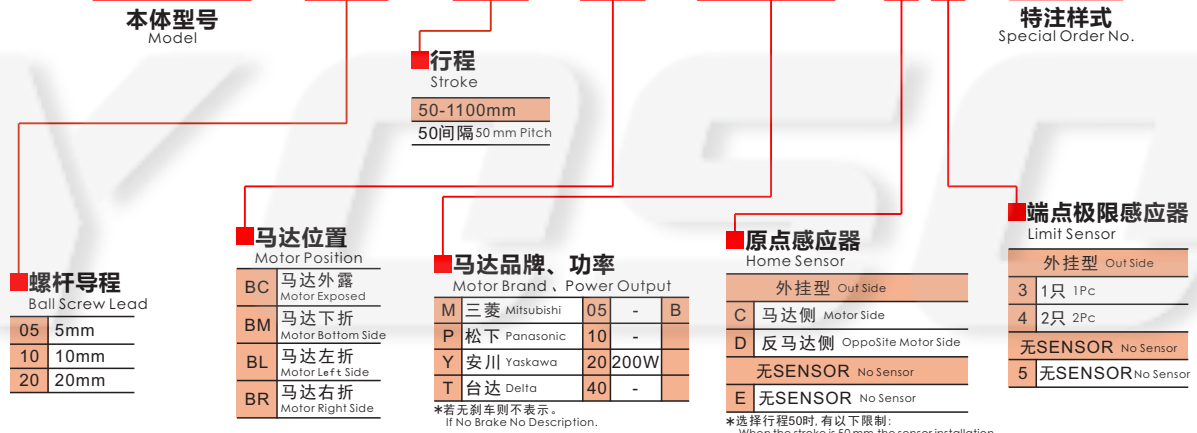 本体型号
Model
特注样式
Special Order No.
行程
Stroke
50-1100mm
50间隔 50 mm Pitch
螺杆导程
Ball Screw Lead
05 5mm
10 10mm
20 20mm
马达位置
Motor Position
BC 马达外露
Motor Exposed
BM 马达下折
Motor Bottom Side
BL 马达左折
Motor Left Side
BR 马达右折
Motor Right Side
马达品牌、功率
Motor Brand 、Power Output
M 三菱 Mitsubishi 05 - B
P 松下 Panasonic 10 -
Y 安川 Yaskawa 20 200W
T 台达 Delta 40 -
*若无刹车则不表示。
If No Brake No Description.
原点感应器
Home Sensor
外挂型 Out Side
C 马达侧 Motor Side
D 反马达侧 OppoSite Motor Side
无SENSOR No Sensor
E 无SENSOR No Sensor
*选择行程50时, 有以下限制:
When the stroke is 50 mm, the sensor installation
端点极限感应器
Limit Sensor
外挂型 Out Side
3 1只 1Pc
4 2只 2Pc
无SENSOR No Sensor
5 无SENSOR No Sensor